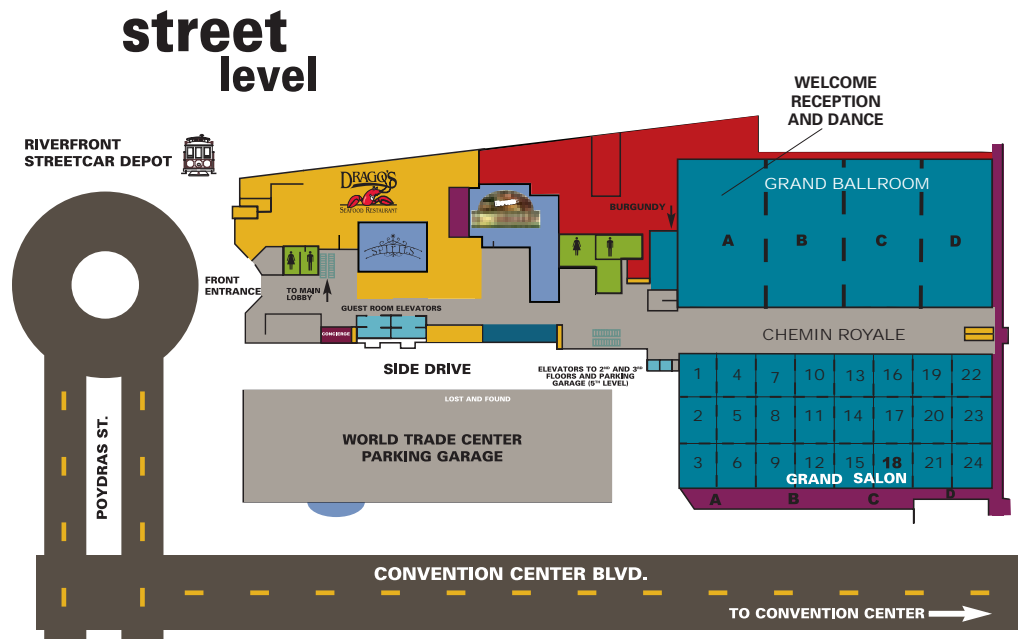 street
level
WELCOME
RECEPTION
AND DANCE
RIVERFRONT
STREETCAR DEPOT
DRAGO'S
SEAFOOD RESTAURANT
GRAND BALLROOM
BURGUNDY
A B C D
SPIRITS
FRONT
ENTRANCE
TO MAIN
LOBBY
GUEST ROOM ELEVATORS
CONCIERGE
CHEMIN ROYALE
SIDE DRIVE
ELEVATORS TO 2ND AND 3RD
FLOORS AND PARKING
GARAGE (5TH LEVEL)
1 4 7 10 13 16 19 22
2 5 8 11 14 17 20 23
3 6 9 12 15 18 21 24
GRAND SALON
A B C D
LOST AND FOUND
WORLD TRADE CENTER
PARKING GARAGE
POYDRAS ST.
CONVENTION CENTER BLVD.
TO CONVENTION CENTER